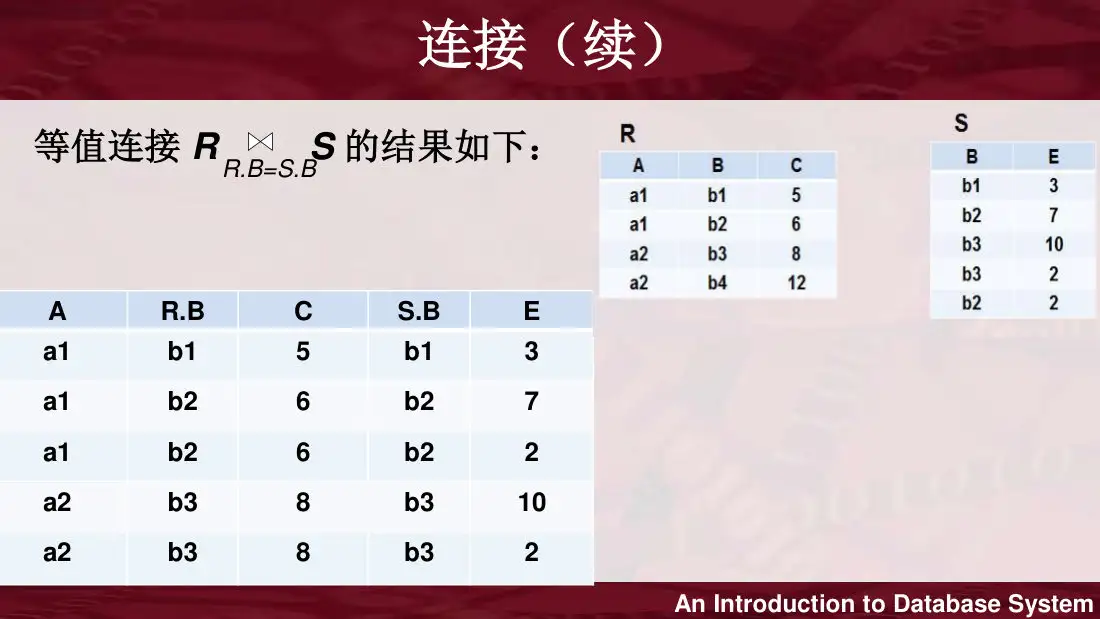 连接（续）
等值连接 R ⋈ S 的结果如下：
R.B=S.B
R
A B C
a1 b1 5
a1 b2 6
a2 b3 8
a2 b4 12
S
B E
b1 3
b2 7
b3 10
b3 2
b2 2
A R.B C S.B E
a1 b1 5 b1 3
a1 b2 6 b2 7
a1 b2 6 b2 2
a2 b3 8 b3 10
a2 b3 8 b3 2
An Introduction to Database System